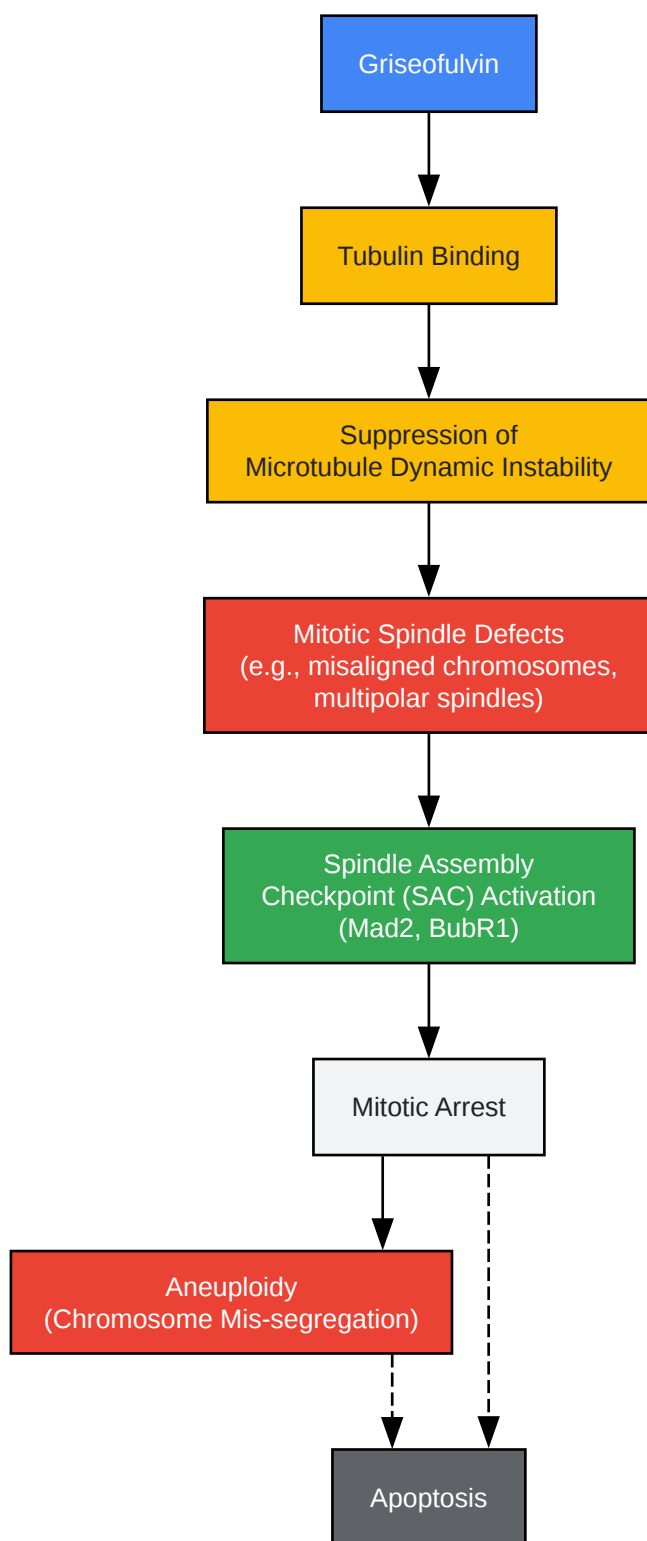 Griseofulvin
Tubulin Binding
Suppression of
Microtubule Dynamic Instability
Mitotic Spindle Defects
(e.g., misaligned chromosomes,
multipolar spindles)
Spindle Assembly
Checkpoint (SAC) Activation
(Mad2, BubR1)
Mitotic Arrest
Aneuploidy
(Chromosome Mis-segregation)
Apoptosis